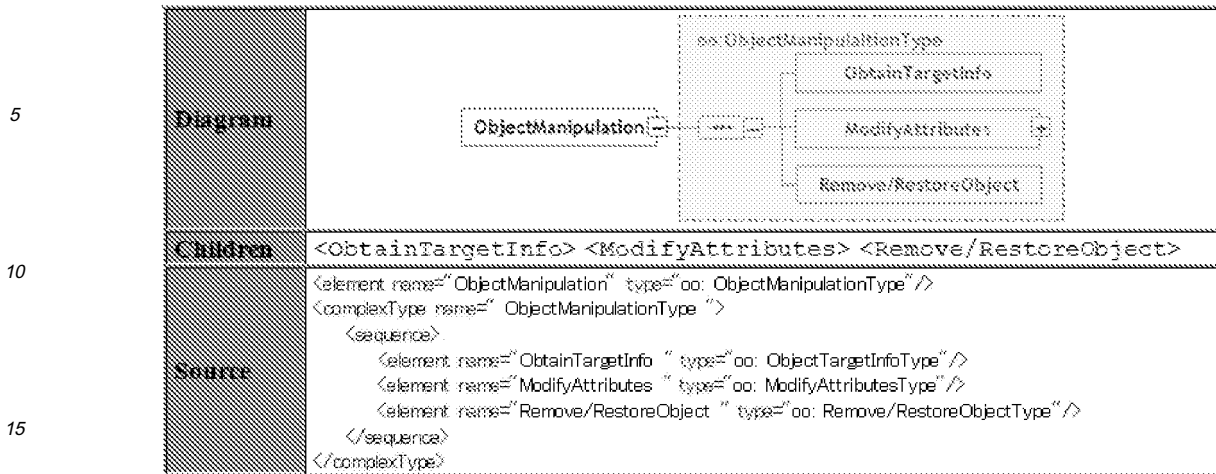 oo:ObjectManipulaitionType
ObtainTargetInfo
5
Diagram
ObjectManipulation
ModifyAttributes
Remove/RestoreObject
Children
<ObtainTargetInfo> <ModifyAttributes> <Remove/RestoreObject>
10
<element name="ObjectManipulation" type="oo: ObjectManipulationType"/>
<complexType name=" ObjectManipulationType ">
<sequence>
<element name="ObtainTargetInfo " type="oo: ObjectTargetInfoType"/>
Source
<element name="ModifyAttributes " type="oo: ModifyAttributesType"/>
<element name="Remove/RestoreObject " type="oo: Remove/RestoreObjectType"/>
15
</sequence>
</complexType>